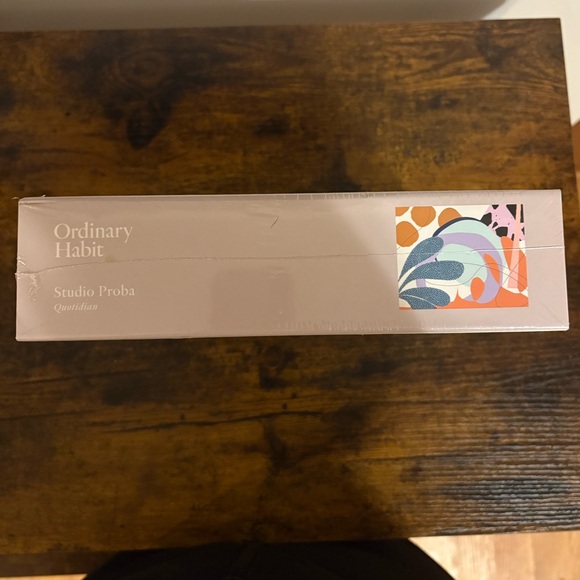 Ordinary
Habit
Studio Proba
Quotidian